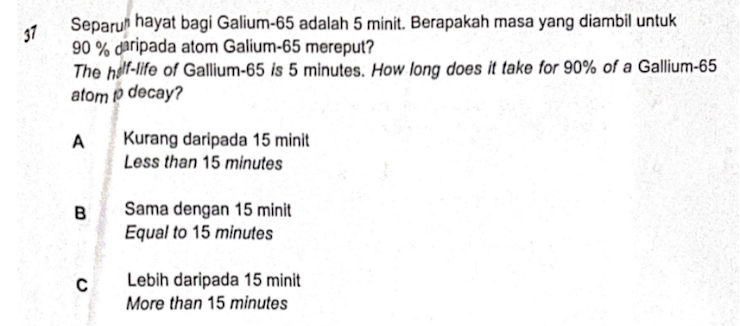 37 Separuh hayat bagi Galium-65 adalah 5 minit. Berapakah masa yang diambil untuk
90 % daripada atom Galium-65 mereput?
The half-life of Gallium-65 is 5 minutes. How long does it take for 90% of a Gallium-65
atom to decay?
A Kurang daripada 15 minit
Less than 15 minutes
B Sama dengan 15 minit
Equal to 15 minutes
C Lebih daripada 15 minit
More than 15 minutes